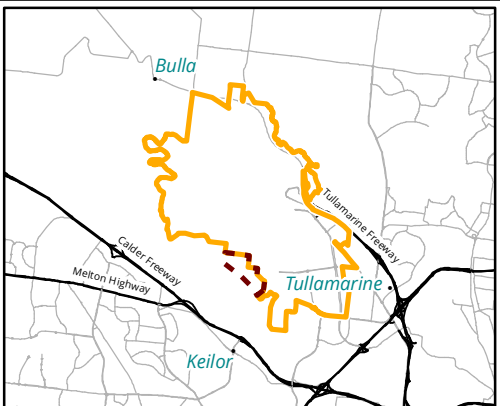 Bulla
Tullamarine Freeway
Calder Freeway
Melton Highway
Tullamarine
Keilor